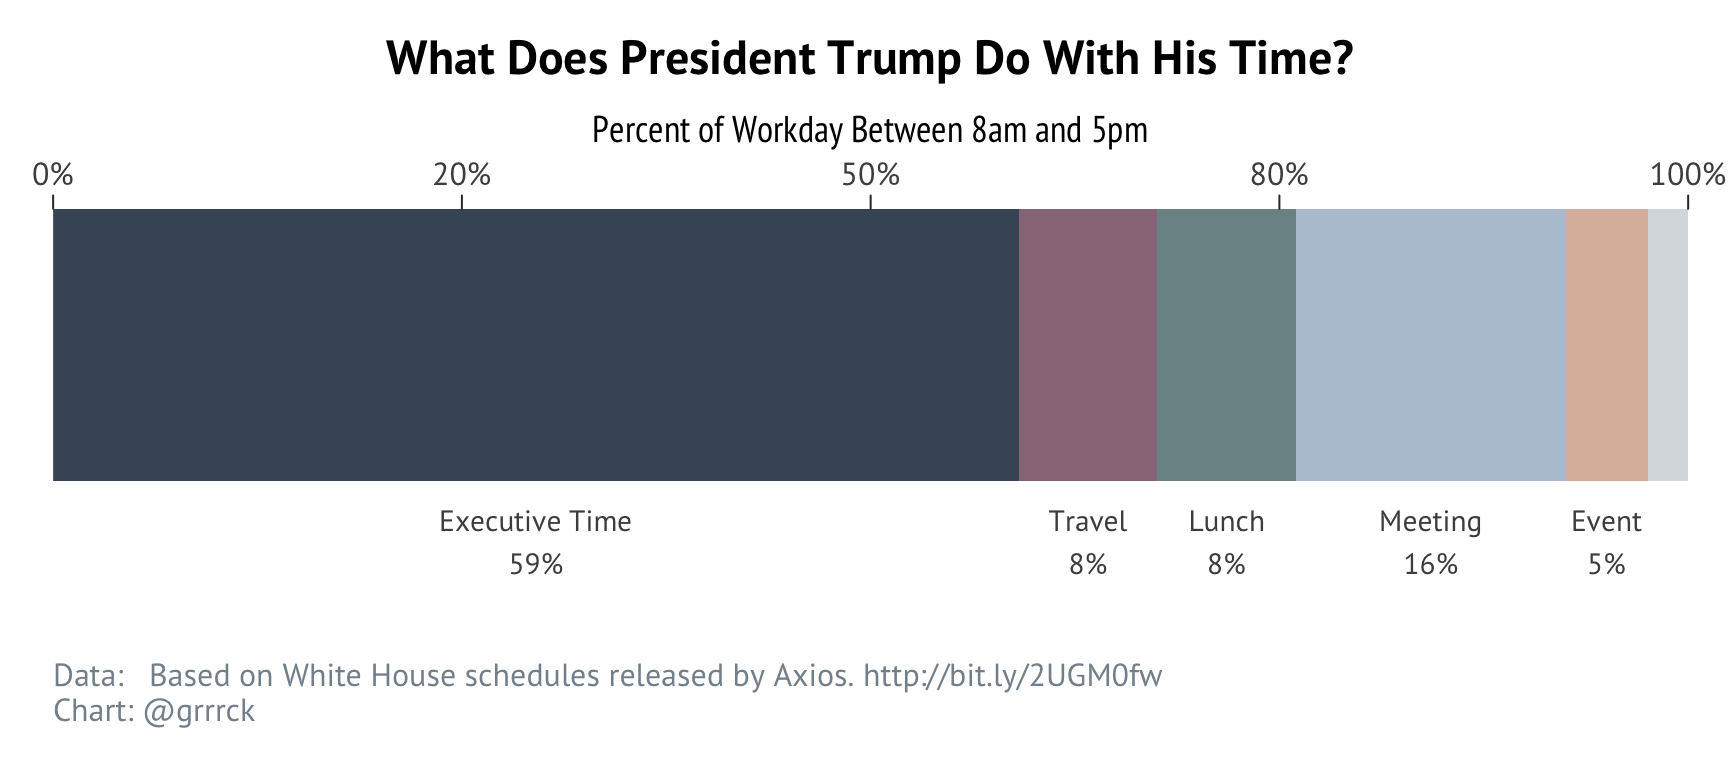 What Does President Trump Do With His Time?
Percent of Workday Between 8am and 5pm
0% 20% 50% 80% 100%
Executive Time Travel Lunch Meeting Event
59% 8% 8% 16% 5%
Data: Based on White House schedules released by Axios. http://bit.ly/2UGM0fw
Chart: @grrrck